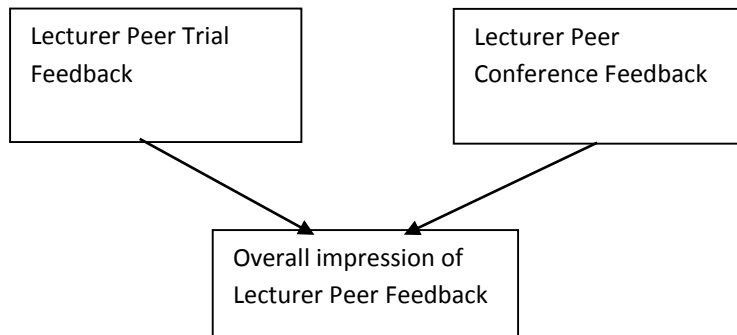 Lecturer Peer Trial
Feedback
Lecturer Peer
Conference Feedback
Overall impression of
Lecturer Peer Feedback